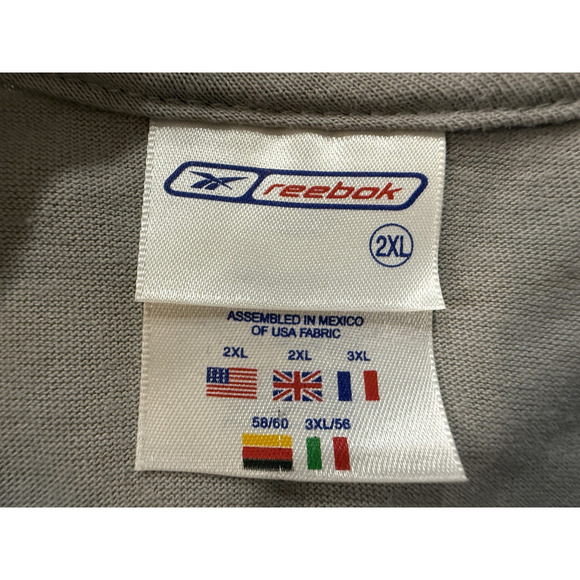 reebok
2XL
ASSEMBLED IN MEXICO
OF USA FABRIC
2XL 2XL 3XL
58/60 3XL/56